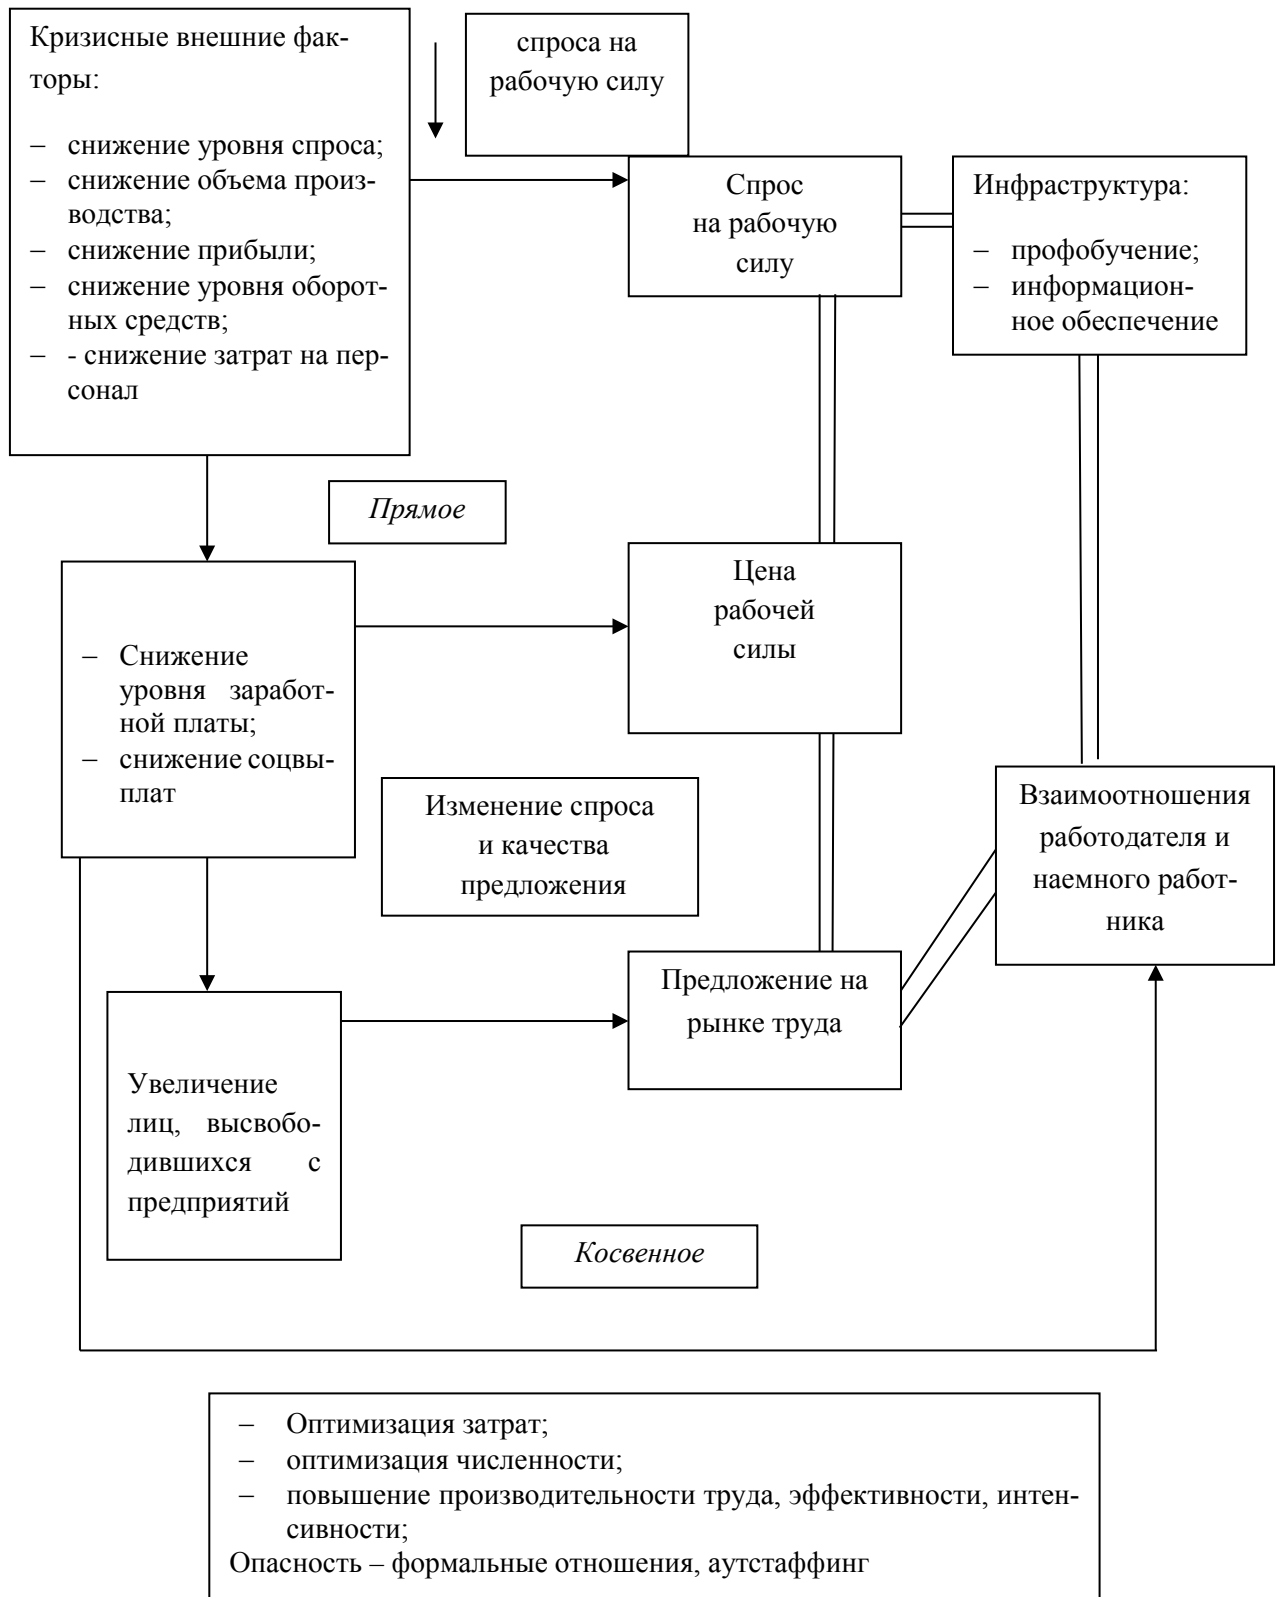 Кризисные внешние фак-
торы:
– снижение уровня спроса;
– снижение объема произ-
водства;
– снижение прибыли;
– снижение уровня оборот-
ных средств;
– - снижение затрат на пер-
сонал
спроса на
рабочую силу
Спрос
на рабочую
силу
Инфраструктура:
– профобучение;
– информацион-
ное обеспечение
Прямое
– Снижение
уровня заработ-
ной платы;
– снижение соцвы-
плат
Цена
рабочей
силы
Изменение спроса
и качества
предложения
Взаимоотношения
работодателя и
наемного работ-
ника
Увеличение
лиц, высвобо-
дившихся с
предприятий
Предложение на
рынке труда
Косвенное
– Оптимизация затрат;
– оптимизация численности;
– повышение производительности труда, эффективности, интен-
сивности;
Опасность – формальные отношения, аутстаффинг